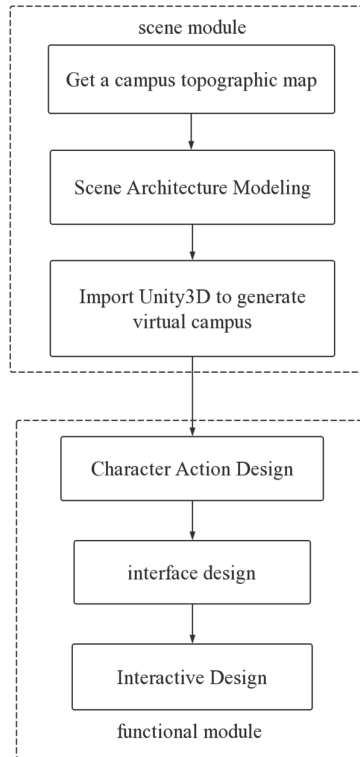 scene module
Get a campus topographic map
Scene Architecture Modeling
Import Unity3D to generate
virtual campus
Character Action Design
interface design
Interactive Design
functional module